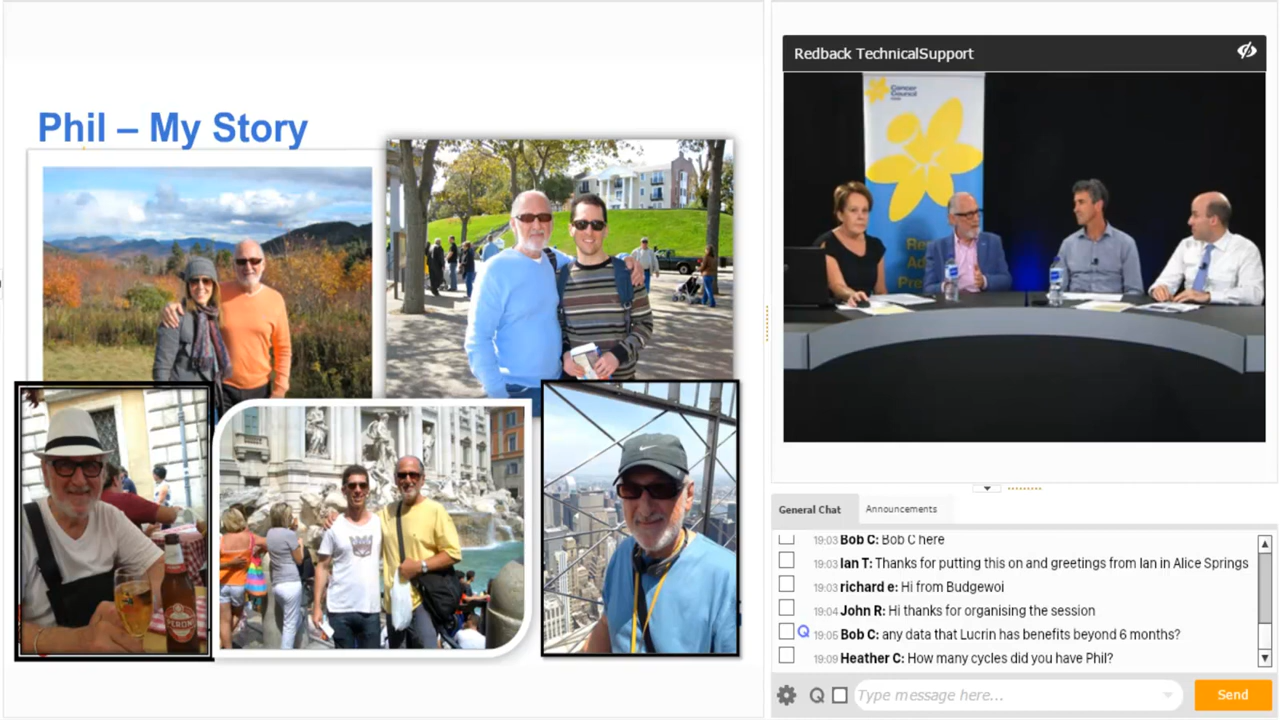 Phil – My Story
PERONI
Redback TechnicalSupport
Cancer
Council
General Chat
Announcements
19:03 Bob C: Bob C here
19:03 Ian T: Thanks for putting this on and greetings from Ian in Alice Springs
19:03 richard e: Hi from Budgewoi
19:04 John R: Hi thanks for organising the session
Q 19:05 Bob C: any data that Lucrin has benefits beyond 6 months?
19:09 Heather C: How many cycles did you have Phil?
Q
Type message here...
Send